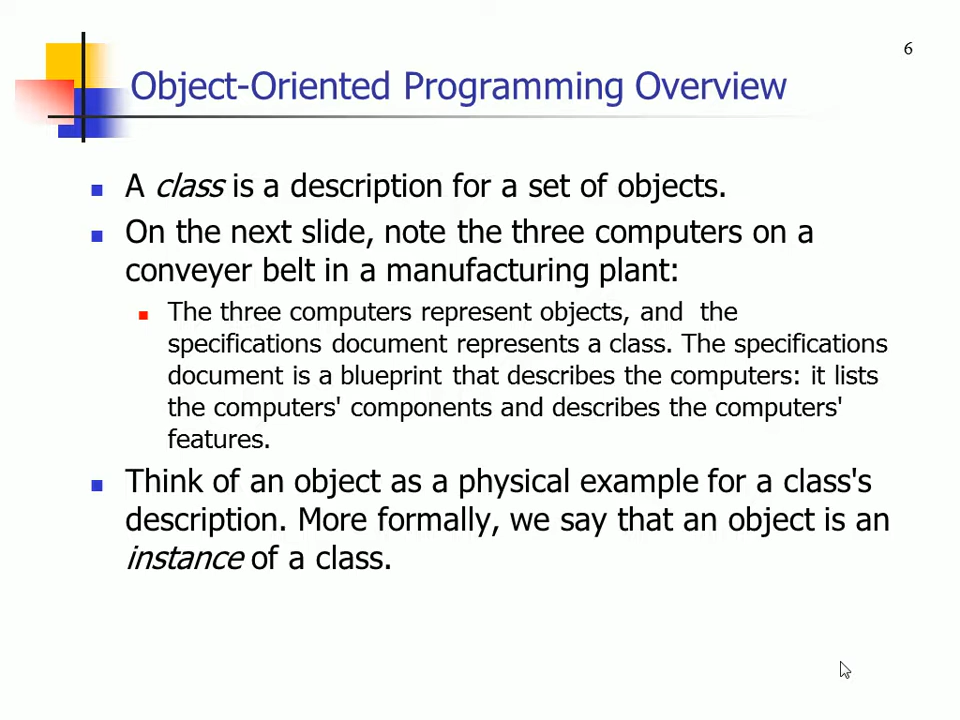 6
Object-Oriented Programming Overview
A class is a description for a set of objects.
On the next slide, note the three computers on a
conveyer belt in a manufacturing plant:
The three computers represent objects, and the
specifications document represents a class. The specifications
document is a blueprint that describes the computers: it lists
the computers' components and describes the computers'
features.
Think of an object as a physical example for a class's
description. More formally, we say that an object is an
instance of a class.